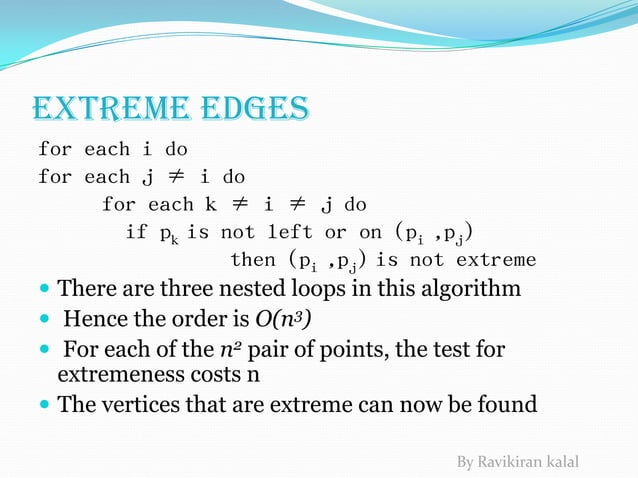 EXTREME EDGES
for each i do
for each j ≠ i do
for each k ≠ i ≠ j do
if pk is not left or on (pi ,pj)
then (pi ,pj) is not extreme
• There are three nested loops in this algorithm
• Hence the order is O(n³)
• For each of the n² pair of points, the test for
extremeness costs n
• The vertices that are extreme can now be found
By Ravikiran kalal